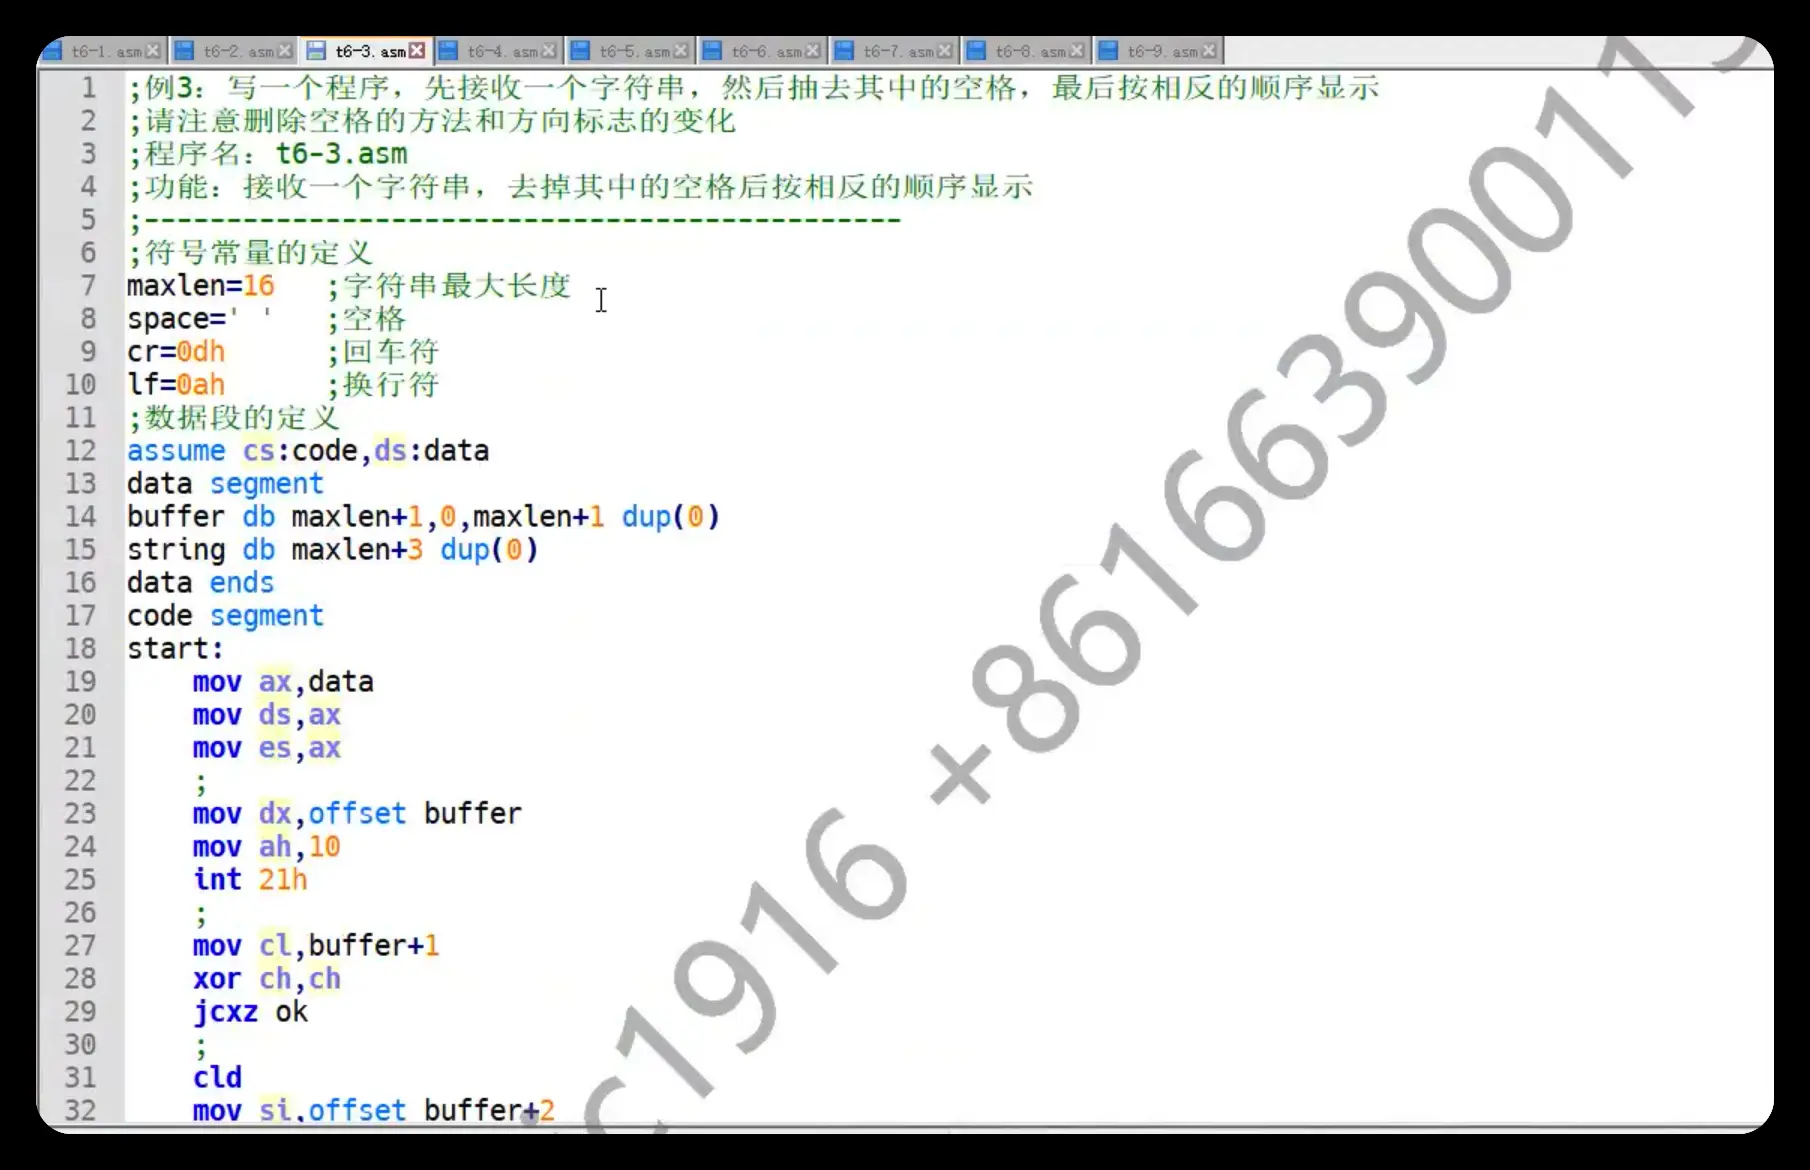 t6-1.asm t6-2.asm t6-3.asm t6-4.asm t6-5.asm t6-6.asm t6-7.asm t6-8.asm t6-9.asm
1 ;例3：写一个程序，先接收一个字符串，然后抽去其中的空格，最后按相反的顺序显示
2 ;请注意删除空格的方法和方向标志的变化
3 ;程序名：t6-3.asm
4 ;功能：接收一个字符串，去掉其中的空格后按相反的顺序显示
5 ;----------------------------------------------
6 ;符号常量的定义
7 maxlen=16 ;字符串最大长度
8 space=' ' ;空格
9 cr=0dh ;回车符
10 lf=0ah ;换行符
11 ;数据段的定义
12 assume cs:code,ds:data
13 data segment
14 buffer db maxlen+1,0,maxlen+1 dup(0)
15 string db maxlen+3 dup(0)
16 data ends
17 code segment
18 start:
19 mov ax,data
20 mov ds,ax
21 mov es,ax
22 ;
23 mov dx,offset buffer
24 mov ah,10
25 int 21h
26 ;
27 mov cl,buffer+1
28 xor ch,ch
29 jcxz ok
30 ;
31 cld
32 mov si,offset buffer+2
c1916 +8616639001